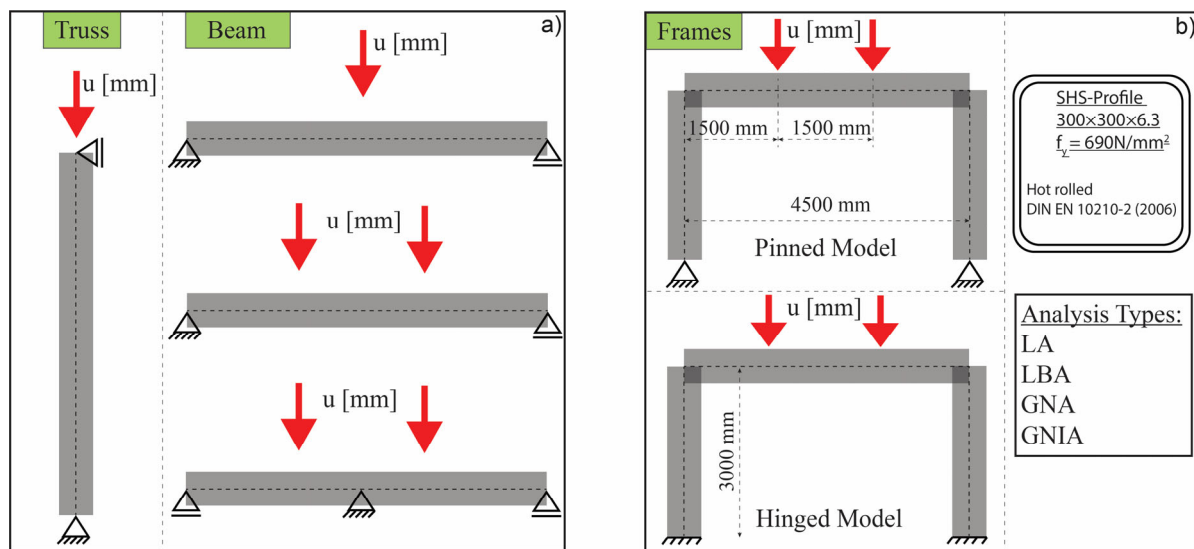 Truss
Beam
a)
u [mm]
u [mm]
u [mm]
u [mm]
Frames
b)
u [mm]
1500 mm
1500 mm
4500 mm
Pinned Model
u [mm]
3000 mm
Hinged Model
SHS-Profile
300×300×6.3
fy = 690N/mm²
Hot rolled
DIN EN 10210-2 (2006)
Analysis Types:
LA
LBA
GNA
GNIA